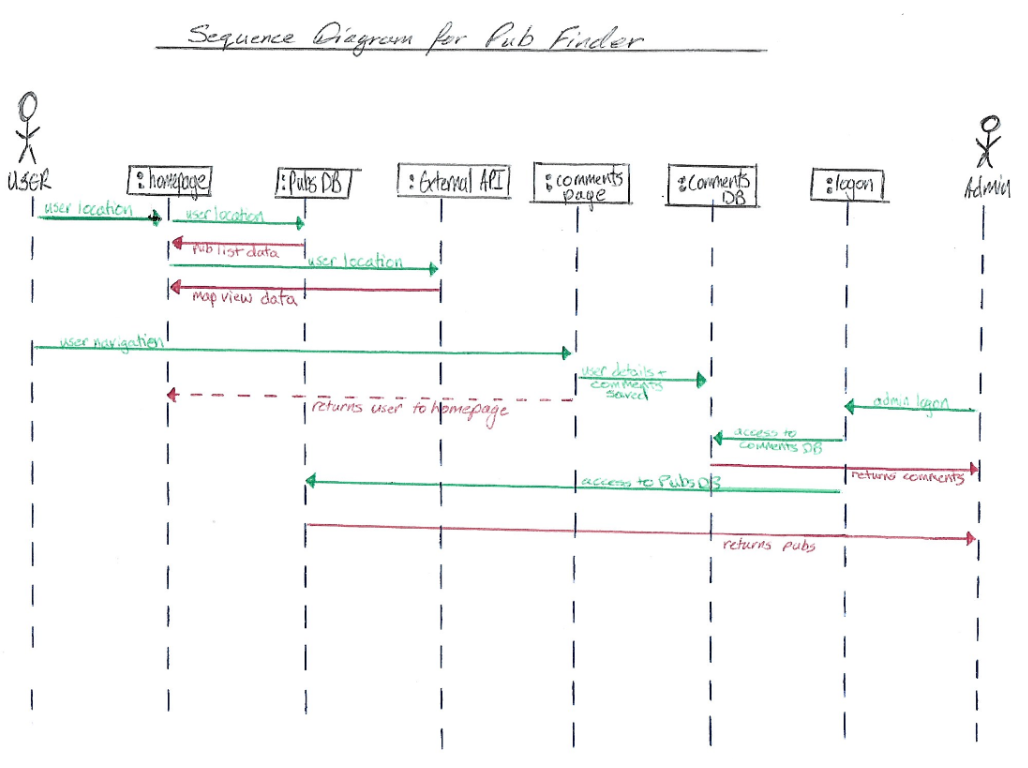 Sequence Diagram for Pub Finder
USER
:homepage
:Pubs DB
:External API
:comments
page
:Comments
DB
:logon
Admin
user location
user location
pub list data
user location
map view data
user navigation
user details +
comments
saved
returns user to homepage
admin logon
access to
comments DB
returns comments
access to Pubs DB
returns pubs